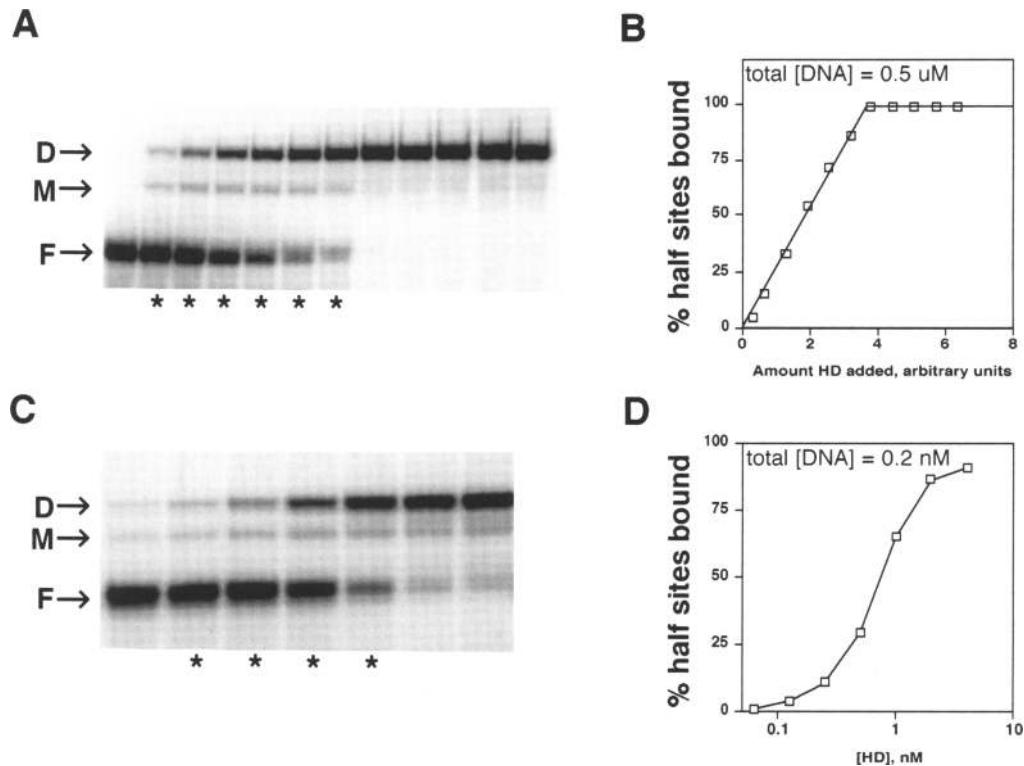 A
D→
M→
F→
* * * * * *
B
total [DNA] = 0.5 uM
% half sites bound
100
75
50
25
0
0 2 4 6 8
Amount HD added, arbitrary units
C
D→
M→
F→
* * * *
D
total [DNA] = 0.2 nM
% half sites bound
100
75
50
25
0
0.1 1 10
[HD], nM